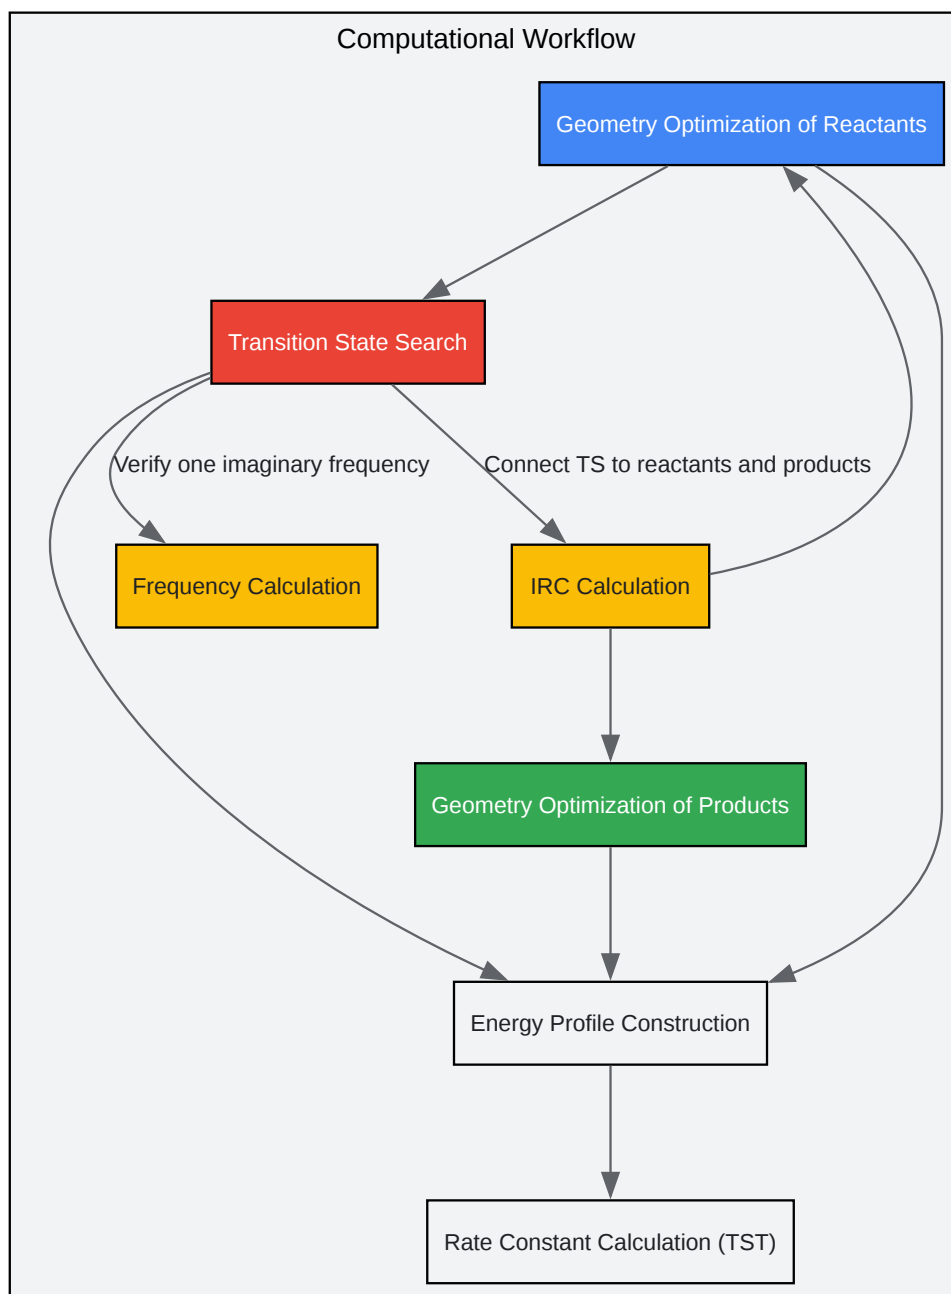 Computational Workflow
Geometry Optimization of Reactants
Transition State Search
Verify one imaginary frequency
Connect TS to reactants and products
Frequency Calculation
IRC Calculation
Geometry Optimization of Products
Energy Profile Construction
Rate Constant Calculation (TST)